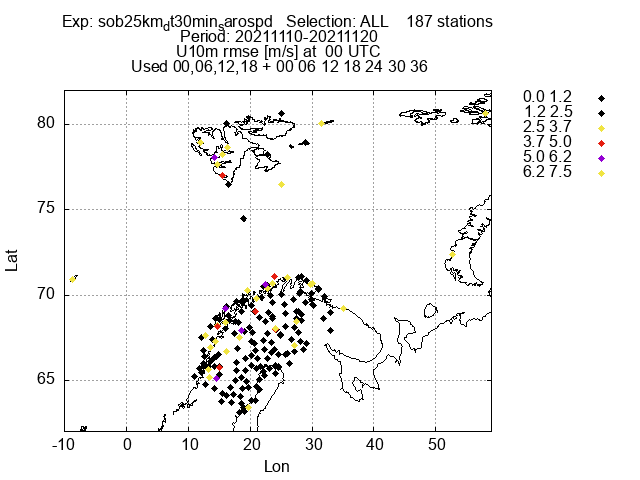 Exp: sob25km_dt30min_sarospd   Selection: ALL    187 stations
Period: 20211110-20211120
U10m rmse [m/s] at  00 UTC
Used 00,06,12,18 + 00 06 12 18 24 30 36
0.0 1.2
1.2 2.5
2.5 3.7
3.7 5.0
5.0 6.2
6.2 7.5
80
75
70
65
Lat
-10 0 10 20 30 40 50
Lon